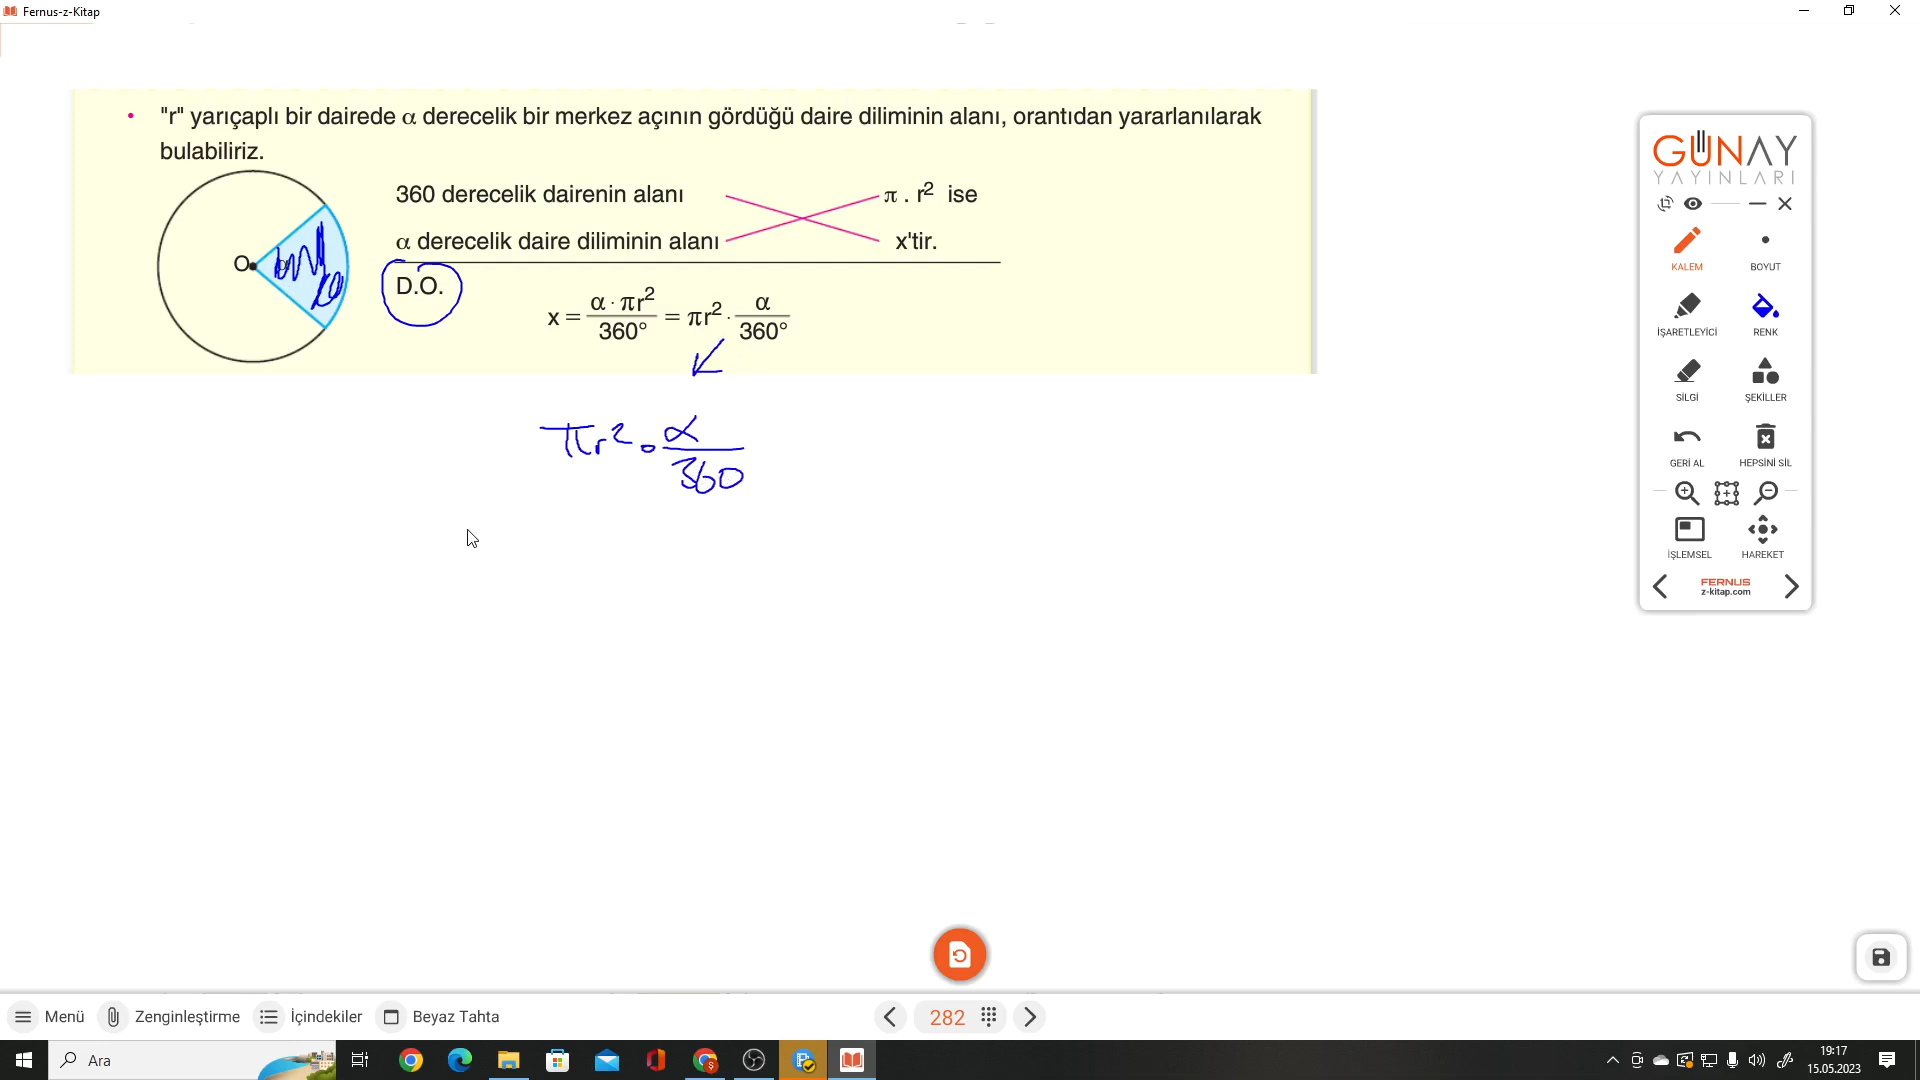 Fernus-z-Kitap
• "r" yarıçaplı bir dairede α derecelik bir merkez açının gördüğü daire diliminin alanı, orantıdan yararlanılarak
bulabiliriz.
360 derecelik dairenin alanı π . r² ise
α derecelik daire diliminin alanı x'tir.
O
D.O.
x = α · πr² / 360° = πr² · α / 360°
πr² · α / 360
GÜNAY
YAYINLARI
KALEM BOYUT
İŞARETLEYİCİ RENK
SİLGİ ŞEKİLLER
GERİ AL HEPSİNİ SİL
İŞLEMSEL HAREKET
FERNUS
z-kitap.com
Menü Zenginleştirme İçindekiler Beyaz Tahta 282
Ara
19:17
15.05.2023